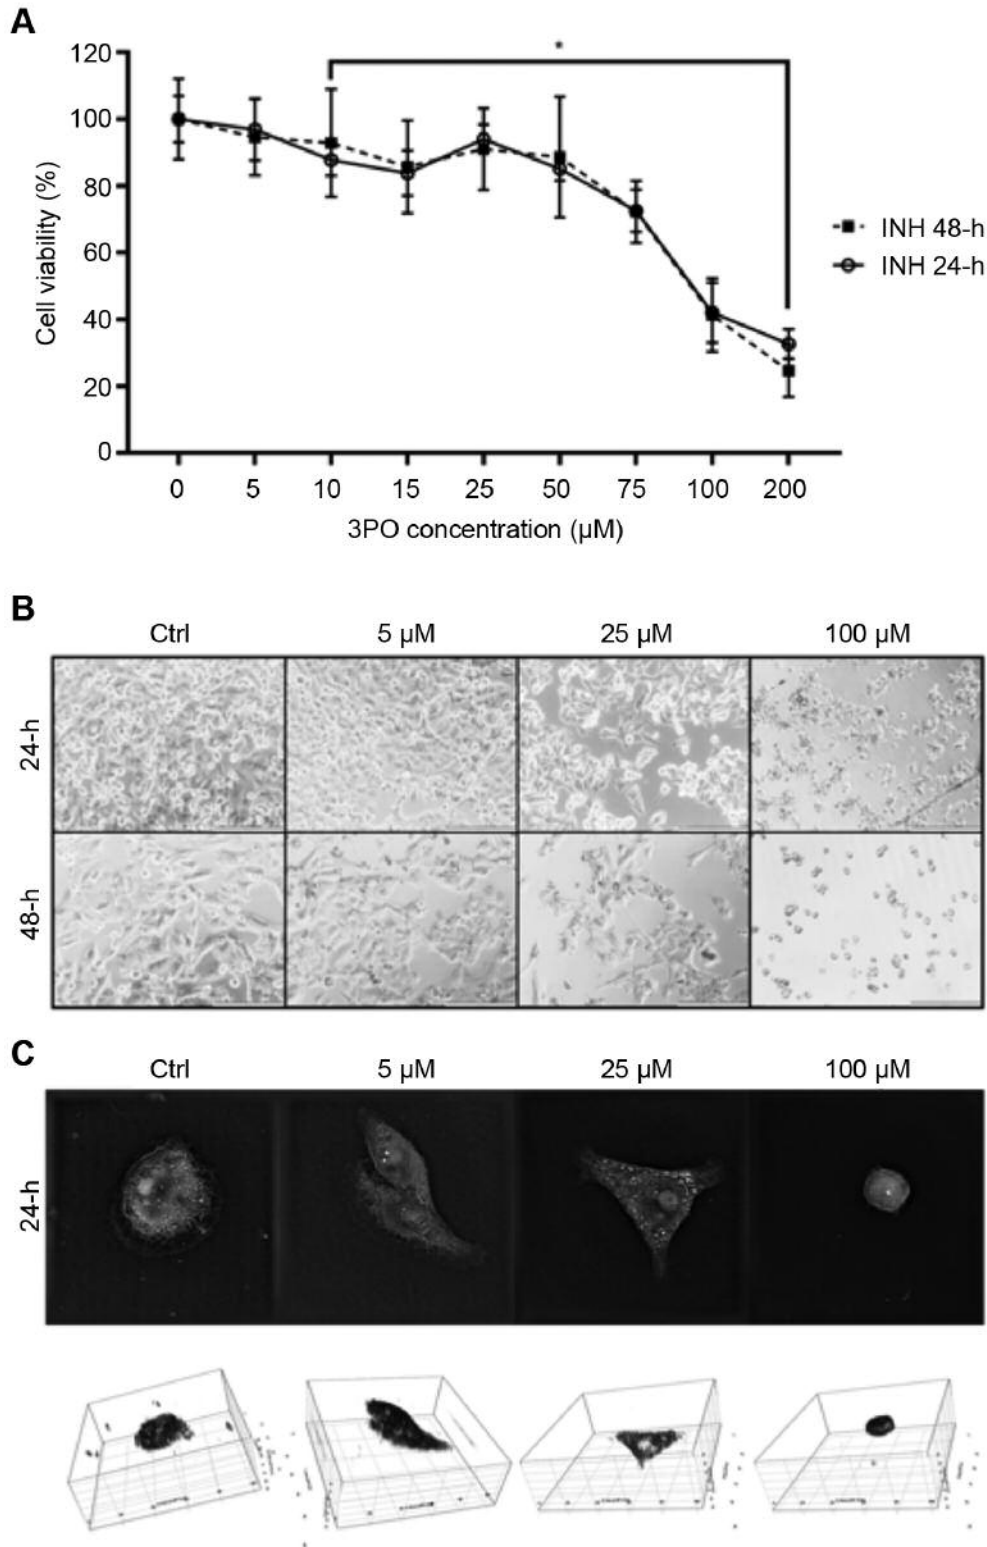 A
*
120
100
80
60
40
20
0
Cell viability (%)
INH 48-h
INH 24-h
0 5 10 15 25 50 75 100 200
3PO concentration (µM)
B
Ctrl 5 µM 25 µM 100 µM
24-h
48-h
C
Ctrl 5 µM 25 µM 100 µM
24-h